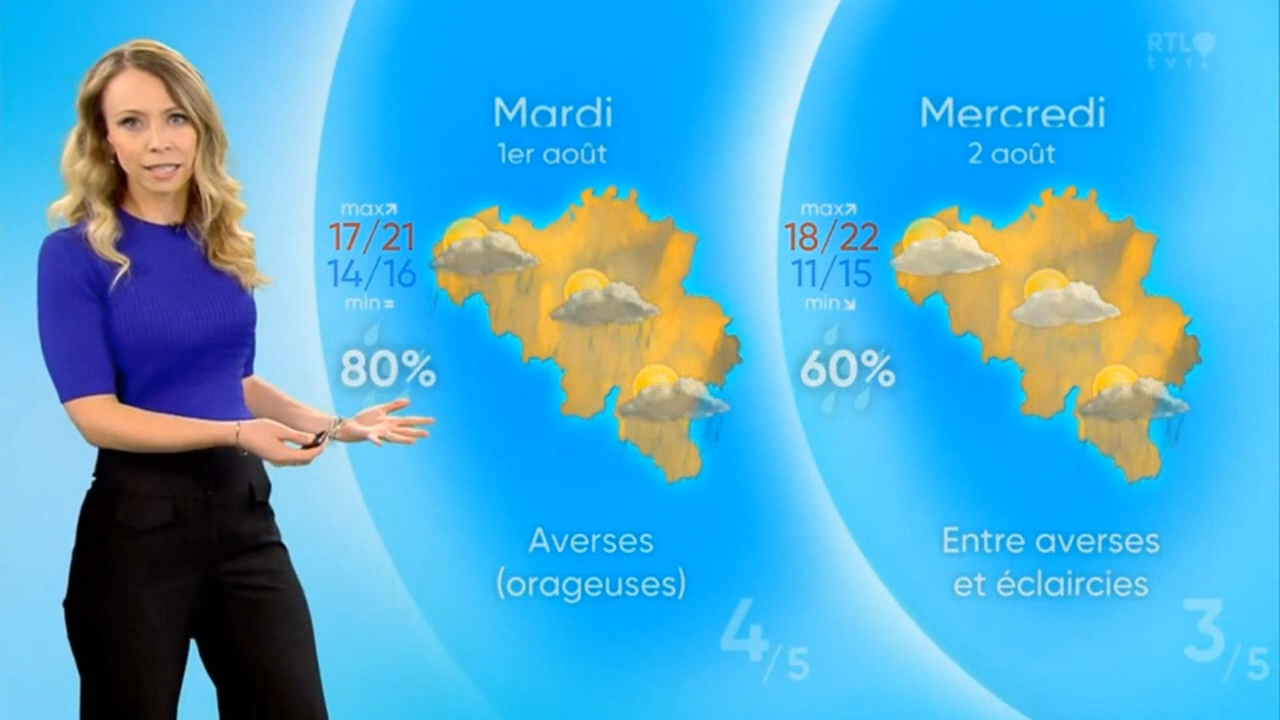 RTL
tvi
Mardi
1er août
max↗
17/21
14/16
min =
80%
Averses
(orageuses)
4/5
Mercredi
2 août
max↗
18/22
11/15
min ↘
60%
Entre averses
et éclaircies
3/5